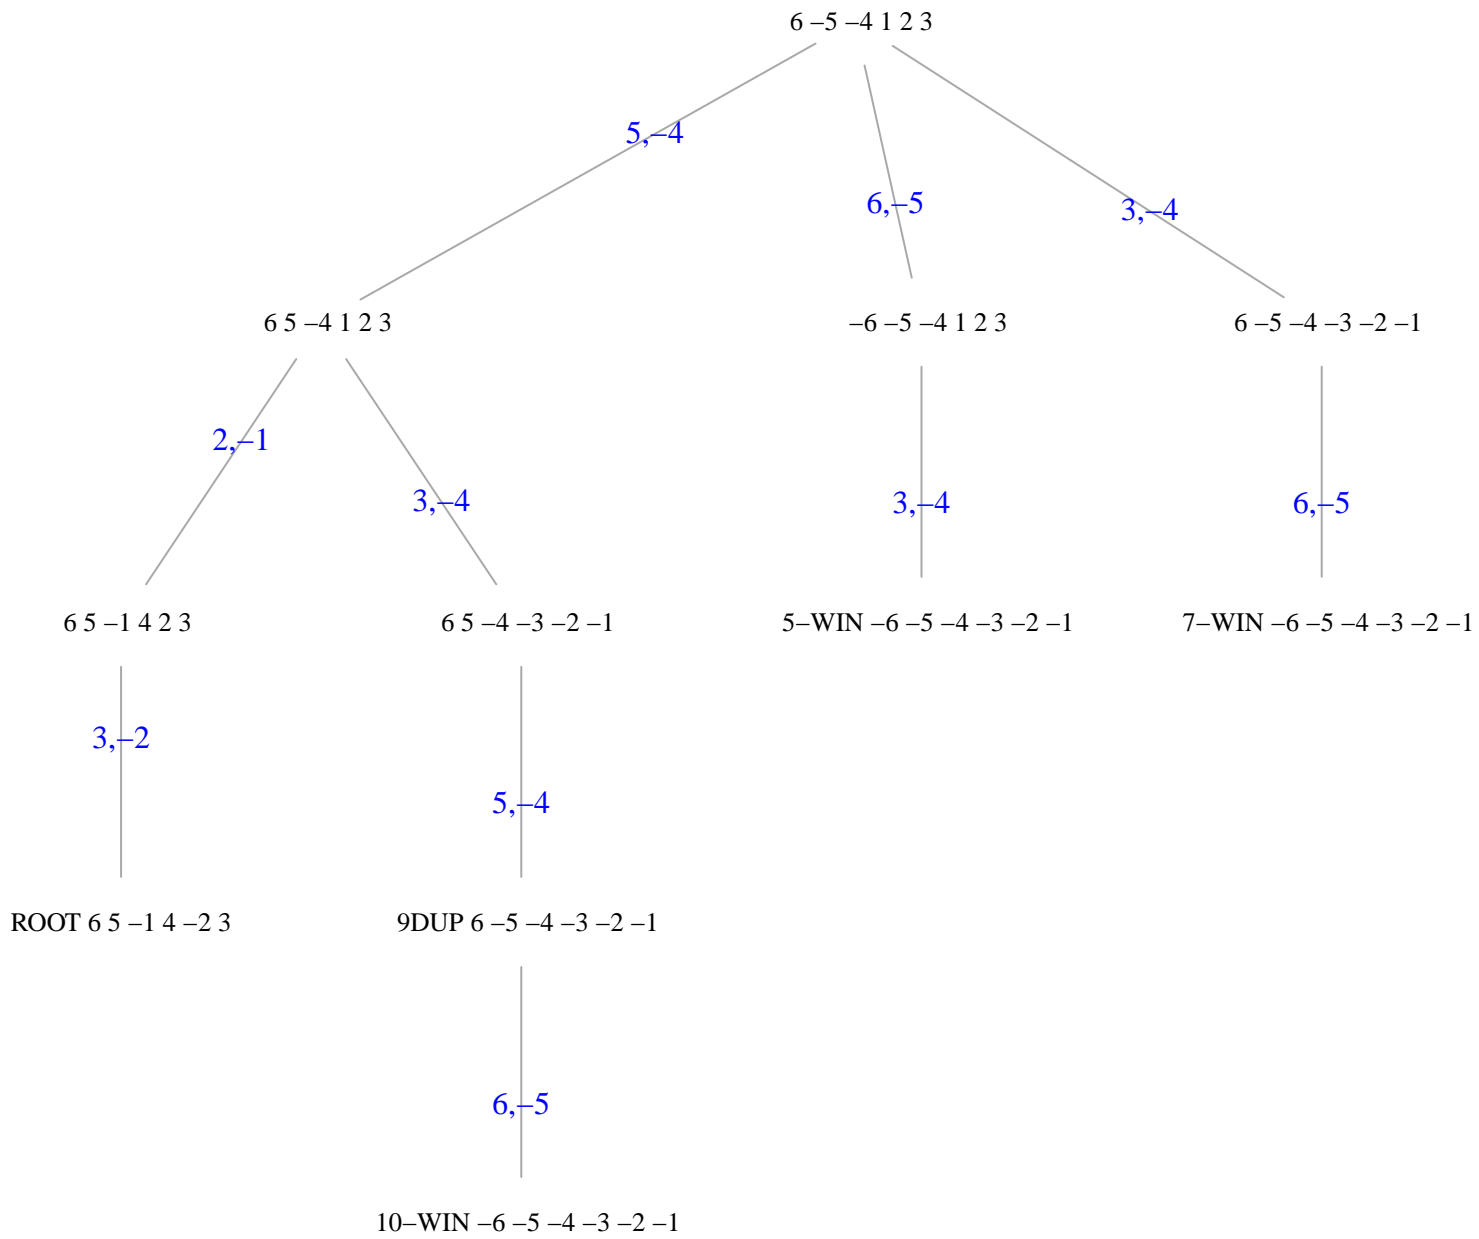 6 –5 –4 1 2 3
5,–4
6,–5
3,–4
6 5 –4 1 2 3
–6 –5 –4 1 2 3
6 –5 –4 –3 –2 –1
2,–1
3,–4
3,–4
6,–5
6 5 –1 4 2 3
6 5 –4 –3 –2 –1
5–WIN –6 –5 –4 –3 –2 –1
7–WIN –6 –5 –4 –3 –2 –1
3,–2
5,–4
ROOT 6 5 –1 4 –2 3
9DUP 6 –5 –4 –3 –2 –1
6,–5
10–WIN –6 –5 –4 –3 –2 –1